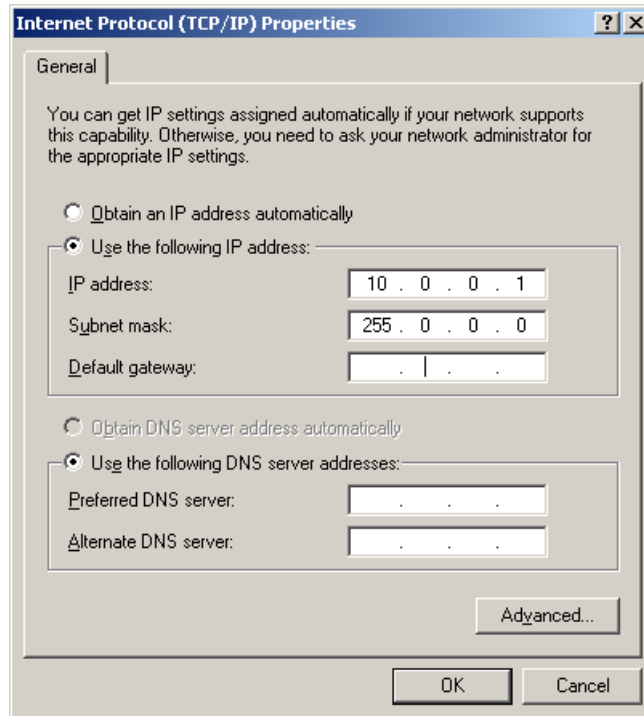 Internet Protocol (TCP/IP) Properties
General
You can get IP settings assigned automatically if your network supports
this capability. Otherwise, you need to ask your network administrator for
the appropriate IP settings.
Obtain an IP address automatically
Use the following IP address:
IP address: 10 . 0 . 0 . 1
Subnet mask: 255 . 0 . 0 . 0
Default gateway: . . .
Obtain DNS server address automatically
Use the following DNS server addresses:
Preferred DNS server: . . .
Alternate DNS server: . . .
Advanced...
OK Cancel